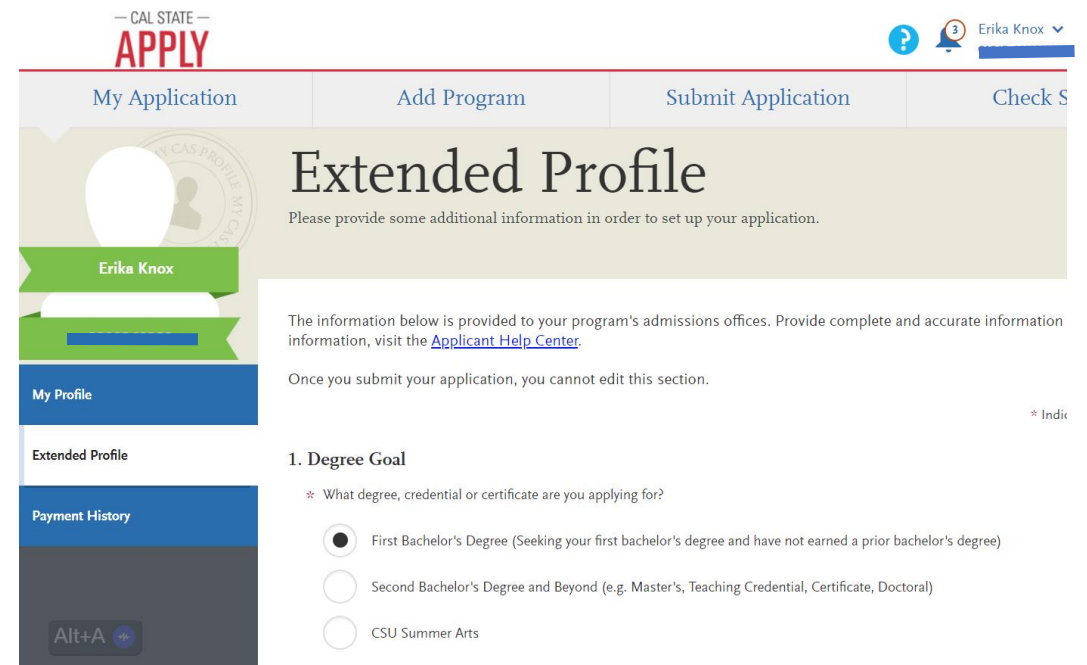 — CAL STATE —
APPLY
?
3
Erika Knox
My Application
Add Program
Submit Application
Check S
MY CAS PROFILE MY CAS
Extended Profile
Please provide some additional information in order to set up your application.
Erika Knox
The information below is provided to your program's admissions offices. Provide complete and accurate information
information, visit the Applicant Help Center.
Once you submit your application, you cannot edit this section.
* Indic
My Profile
Extended Profile
Payment History
1. Degree Goal
* What degree, credential or certificate are you applying for?
First Bachelor's Degree (Seeking your first bachelor's degree and have not earned a prior bachelor's degree)
Second Bachelor's Degree and Beyond (e.g. Master's, Teaching Credential, Certificate, Doctoral)
CSU Summer Arts
Alt+A